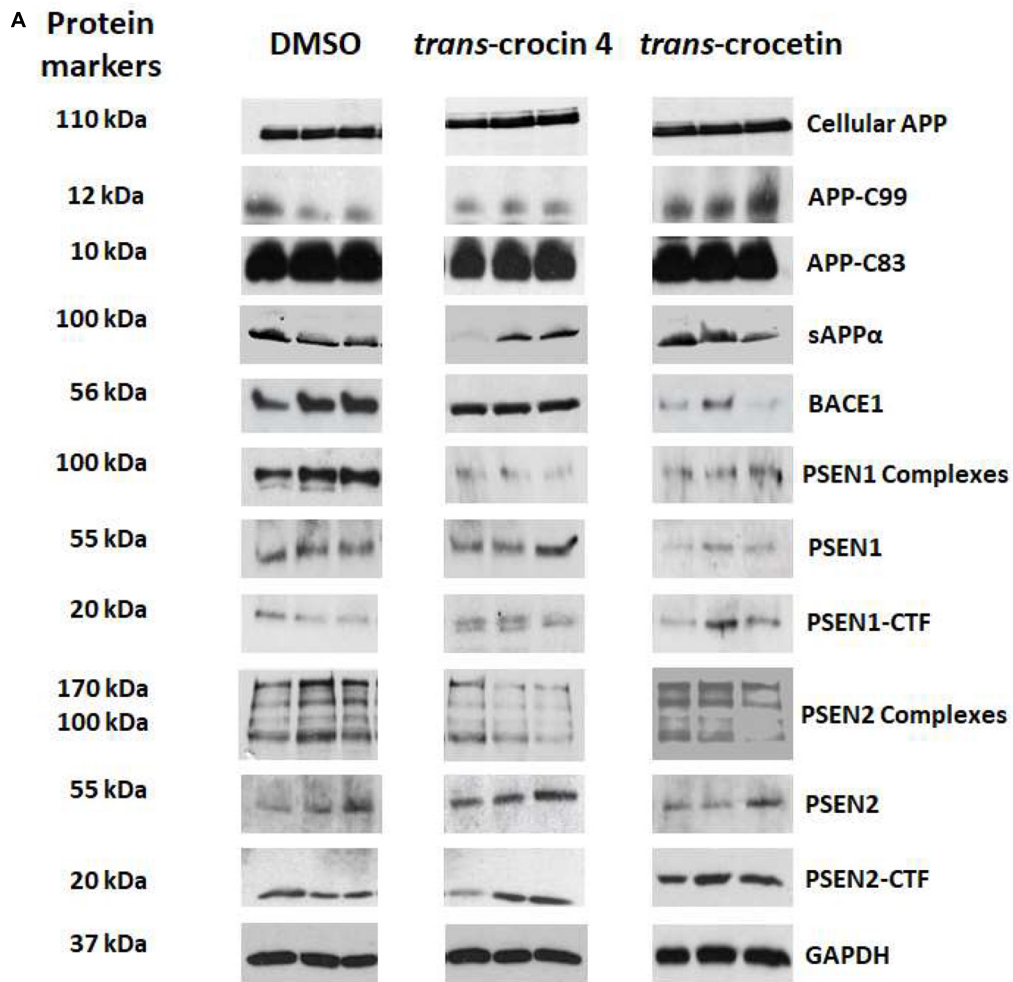 A
Protein
markers
DMSO trans-crocin 4 trans-crocetin
110 kDa Cellular APP
12 kDa APP-C99
10 kDa APP-C83
100 kDa sAPPα
56 kDa BACE1
100 kDa PSEN1 Complexes
55 kDa PSEN1
20 kDa PSEN1-CTF
170 kDa
100 kDa PSEN2 Complexes
55 kDa PSEN2
20 kDa PSEN2-CTF
37 kDa GAPDH